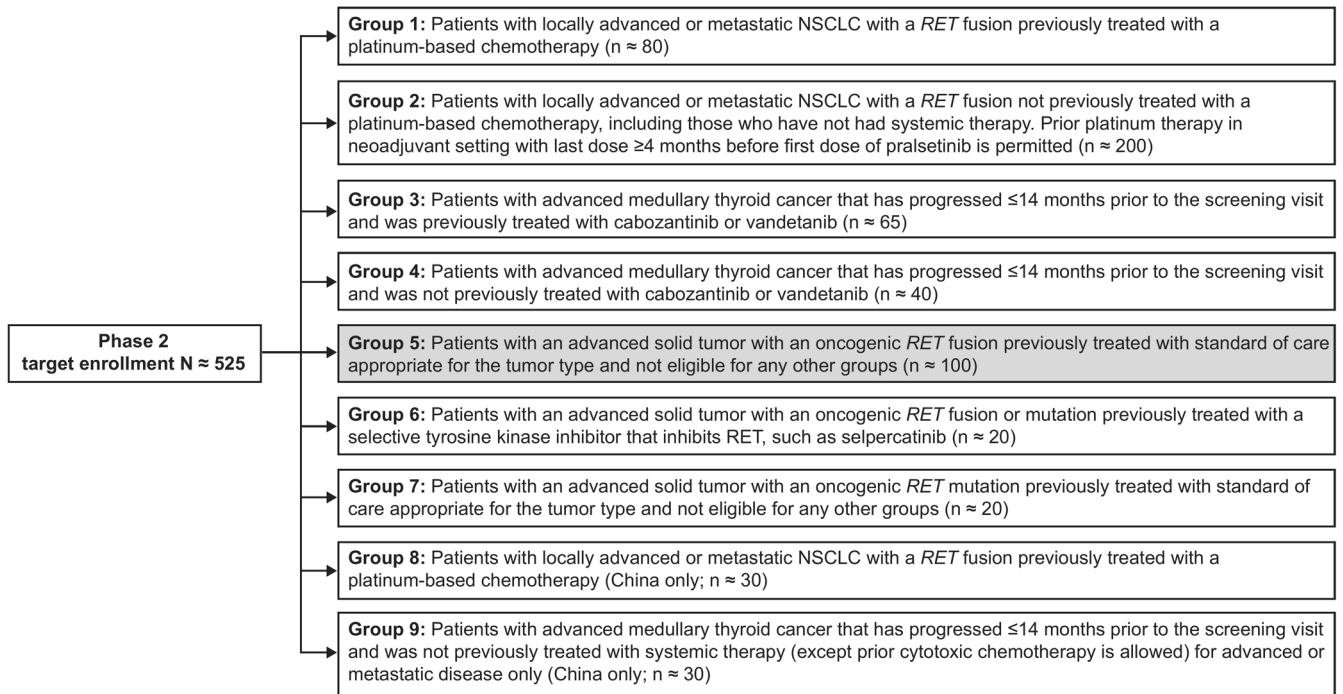 Group 1: Patients with locally advanced or metastatic NSCLC with a RET fusion previously treated with a
platinum-based chemotherapy (n ≈ 80)
Group 2: Patients with locally advanced or metastatic NSCLC with a RET fusion not previously treated with a
platinum-based chemotherapy, including those who have not had systemic therapy. Prior platinum therapy in
neoadjuvant setting with last dose ≥4 months before first dose of pralsetinib is permitted (n ≈ 200)
Group 3: Patients with advanced medullary thyroid cancer that has progressed ≤14 months prior to the screening visit
and was previously treated with cabozantinib or vandetanib (n ≈ 65)
Group 4: Patients with advanced medullary thyroid cancer that has progressed ≤14 months prior to the screening visit
and was not previously treated with cabozantinib or vandetanib (n ≈ 40)
Phase 2
target enrollment N ≈ 525
Group 5: Patients with an advanced solid tumor with an oncogenic RET fusion previously treated with standard of care
appropriate for the tumor type and not eligible for any other groups (n ≈ 100)
Group 6: Patients with an advanced solid tumor with an oncogenic RET fusion or mutation previously treated with a
selective tyrosine kinase inhibitor that inhibits RET, such as selpercatinib (n ≈ 20)
Group 7: Patients with an advanced solid tumor with an oncogenic RET mutation previously treated with standard of
care appropriate for the tumor type and not eligible for any other groups (n ≈ 20)
Group 8: Patients with locally advanced or metastatic NSCLC with a RET fusion previously treated with a
platinum-based chemotherapy (China only; n ≈ 30)
Group 9: Patients with advanced medullary thyroid cancer that has progressed ≤14 months prior to the screening visit
and was not previously treated with systemic therapy (except prior cytotoxic chemotherapy is allowed) for advanced or
metastatic disease only (China only; n ≈ 30)